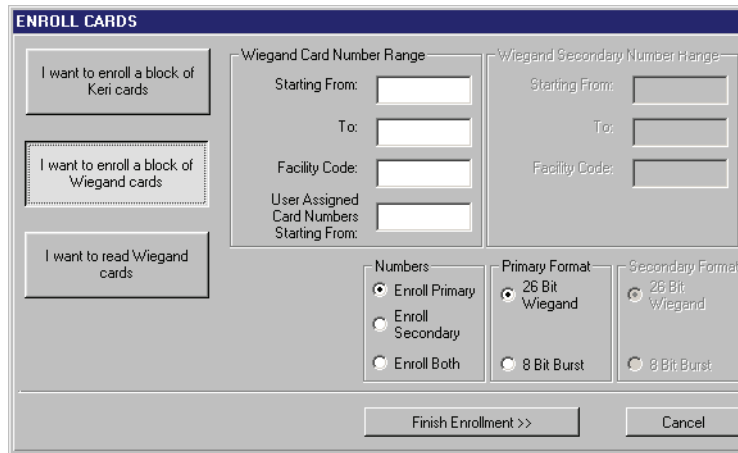 ENROLL CARDS
I want to enroll a block of
Keri cards
I want to enroll a block of
Wiegand cards
I want to read Wiegand
cards
Wiegand Card Number Range
Starting From:
To:
Facility Code:
User Assigned
Card Numbers
Starting From:
Wiegand Secondary Number Range
Starting From:
To:
Facility Code:
Numbers
Enroll Primary
Enroll
Secondary
Enroll Both
Primary Format
26 Bit
Wiegand
8 Bit Burst
Secondary Format
26 Bit
Wiegand
8 Bit Burst
Finish Enrollment >>
Cancel